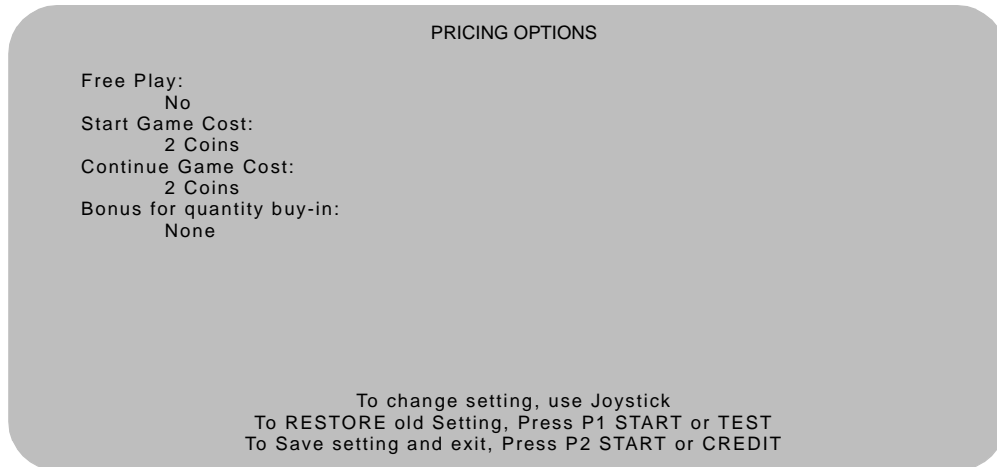 PRICING OPTIONS
Free Play:
No
Start Game Cost:
2 Coins
Continue Game Cost:
2 Coins
Bonus for quantity buy-in:
None
To change setting, use Joystick
To RESTORE old Setting, Press P1 START or TEST
To Save setting and exit, Press P2 START or CREDIT